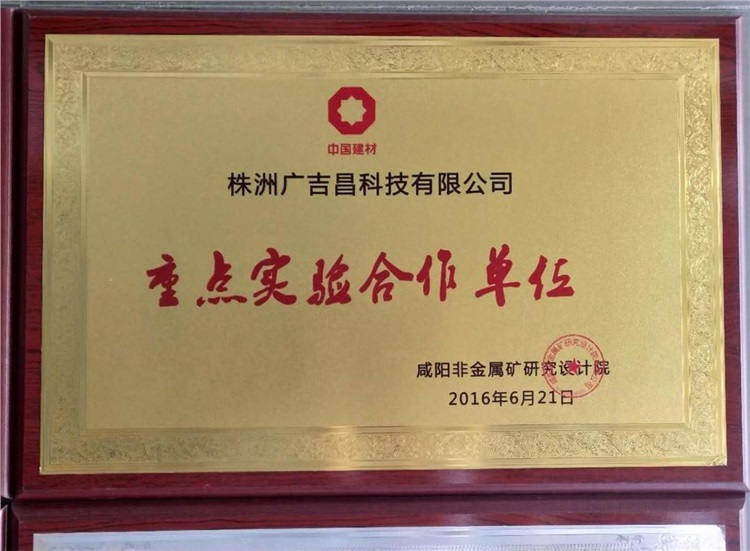 中国建材
株洲广吉昌科技有限公司
重点实验合作单位
咸阳非金属矿研究设计院
2016年6月21日